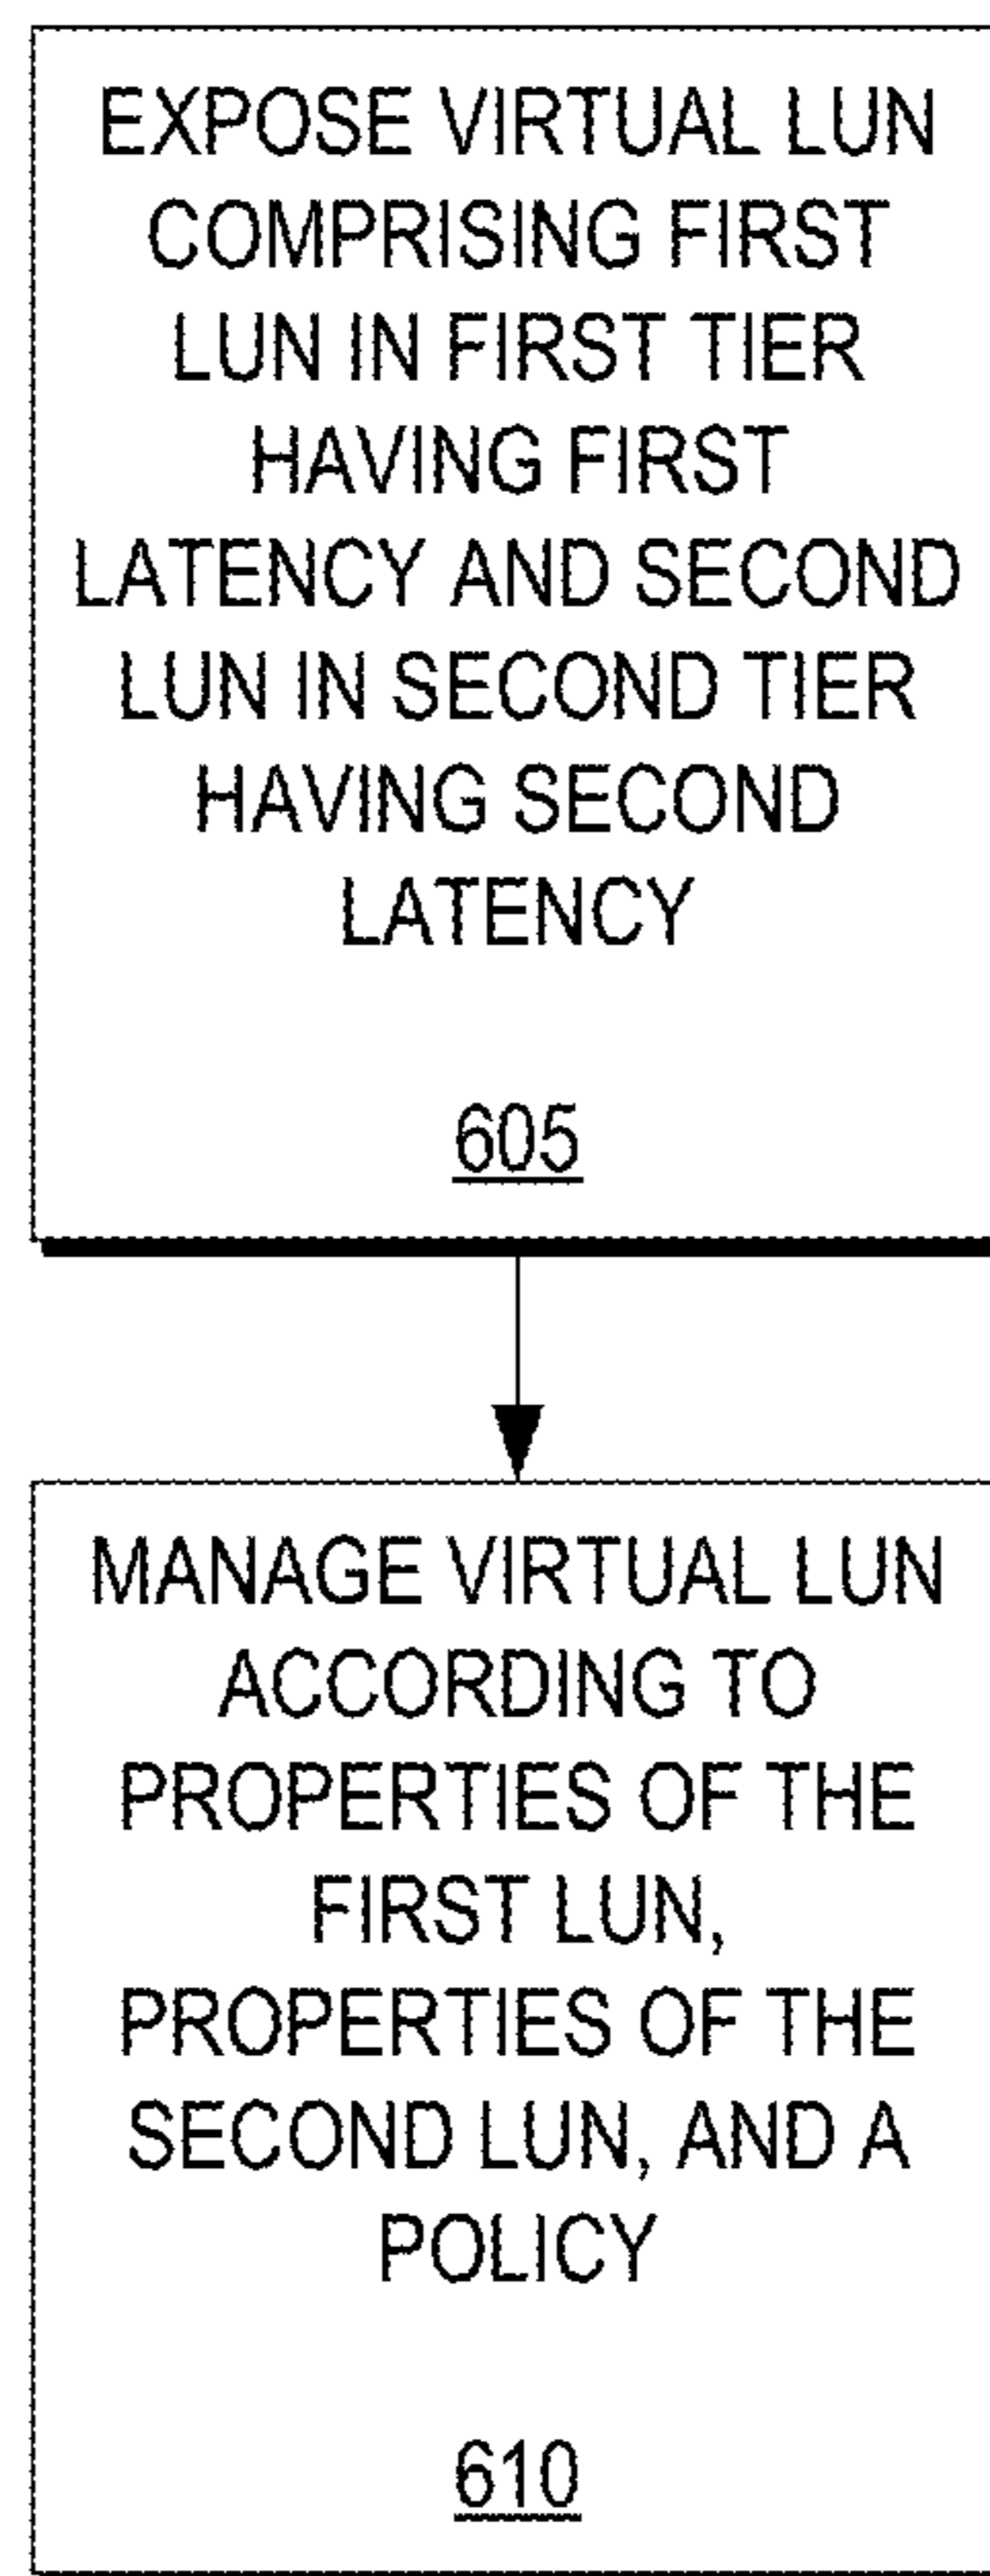 EXPOSE VIRTUAL LUN
COMPRISING FIRST
LUN IN FIRST TIER
HAVING FIRST
LATENCY AND SECOND
LUN IN SECOND TIER
HAVING SECOND
LATENCY
605
MANAGE VIRTUAL LUN
ACCORDING TO
PROPERTIES OF THE
FIRST LUN,
PROPERTIES OF THE
SECOND LUN, AND A
POLICY
610